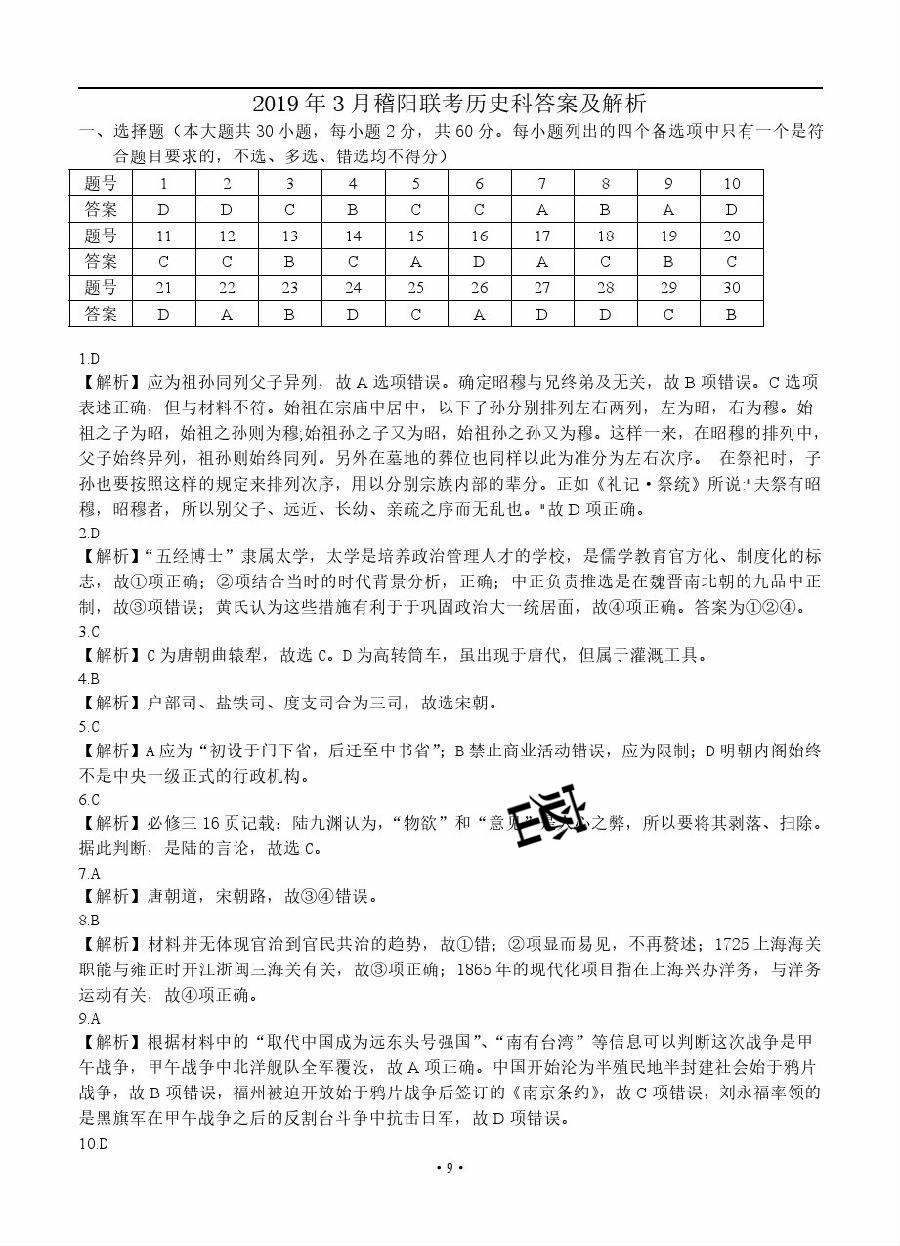 2019 年 3 月稽阳联考历史科答案及解析
一、选择题（本大题共 30 小题，每小题 2 分，共 60 分。每小题列出的四个备选项中只有一个是符
合题目要求的，不选、多选、错选均不得分）
题号 1 2 3 4 5 6 7 8 9 10
答案 D D C B C C A B A D
题号 11 12 13 14 15 16 17 18 19 20
答案 C C B C A D A C B C
题号 21 22 23 24 25 26 27 28 29 30
答案 D A B D C A D D C B
1.D
【解析】应为祖孙同列父子异列，故 A 选项错误。确定昭穆与兄终弟及无关，故 B 项错误。C 选项
表述正确，但与材料不符。始祖在宗庙中居中，以下子孙分别排列左右两列，左为昭，右为穆。始
祖之子为昭，始祖之孙则为穆;始祖孙之子又为昭，始祖孙之孙又为穆。这样一来，在昭穆的排列中，
父子始终异列，祖孙则始终同列。另外在墓地的葬位也同样以此为准分为左右次序。 在祭祀时，子
孙也要按照这样的规定来排列次序，用以分别宗族内部的辈分。正如《礼记·祭统》所说:"夫祭有昭
穆，昭穆者，所以别父子、远近、长幼、亲疏之序而无乱也。"故 D 项正确。
2.D
【解析】“五经博士”隶属太学，太学是培养政治管理人才的学校，是儒学教育官方化、制度化的标
志，故①项正确；②项结合当时的时代背景分析，正确；中正负责推选是在魏晋南北朝的九品中正
制，故③项错误；黄氏认为这些措施有利于于巩固政治大一统居面，故④项正确。答案为①②④。
3.C
【解析】C 为唐朝曲辕犁，故选 C。D 为高转筒车，虽出现于唐代，但属于灌溉工具。
4.B
【解析】户部司、盐铁司、度支司合为三司，故选宋朝。
5.C
【解析】A 应为“初设于门下省，后迁至中书省”；B 禁止商业活动错误，应为限制；D 明朝内阁始终
不是中央一级正式的行政机构。
6.C
【解析】必修三 16 页记载：陆九渊认为，“物欲”和“意见”是人心之弊，所以要将其剥落、扫除。
据此判断，是陆的言论，故选 C。
7.A
【解析】唐朝道，宋朝路，故③④错误。
8.B
【解析】材料并无体现官治到官民共治的趋势，故①错；②项显而易见，不再赘述；1725 上海海关
职能与雍正时开江浙闽三海关有关，故③项正确；1865 年的现代化项目指在上海兴办洋务，与洋务
运动有关，故④项正确。
9.A
【解析】根据材料中的“取代中国成为远东头号强国”、“南有台湾”等信息可以判断这次战争是甲
午战争，甲午战争中北洋舰队全军覆没，故 A 项正确。中国开始沦为半殖民地半封建社会始于鸦片
战争，故 B 项错误，福州被迫开放始于鸦片战争后签订的《南京条约》，故 C 项错误，刘永福率领的
是黑旗军在甲午战争之后的反割台斗争中抗击日军，故 D 项错误。
10.D
·9·